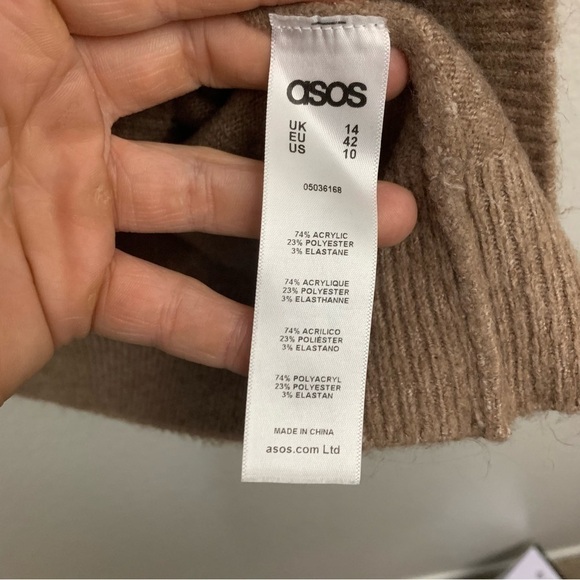 asos
UK 14
EU 42
US 10
05036168
74% ACRYLIC
23% POLYESTER
3% ELASTANE
74% ACRYLIQUE
23% POLYESTER
3% ELASTHANNE
74% ACRILICO
23% POLIÉSTER
3% ELASTANO
74% POLYACRYL
23% POLYESTER
3% ELASTAN
MADE IN CHINA
asos.com Ltd